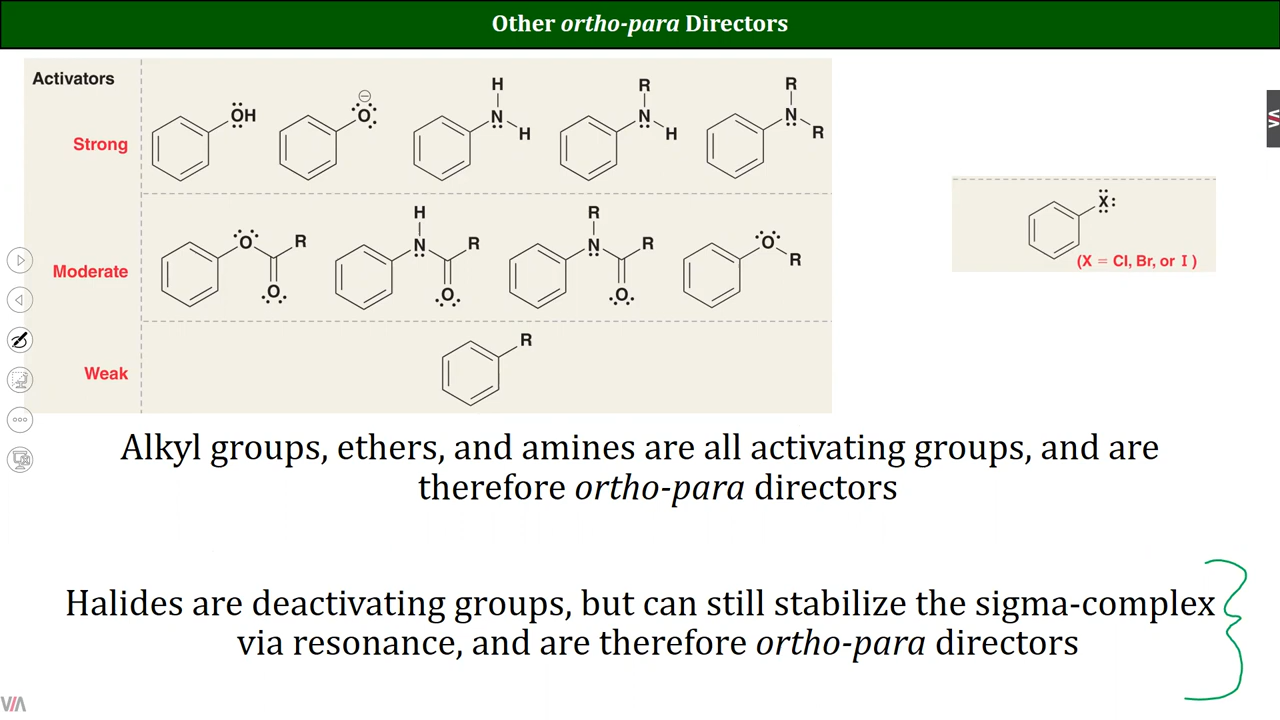 Other ortho-para Directors
Activators
Strong
OH
O
⊖
H
N
H
R
N
H
R
N
R
Moderate
O
R
O
H
N
R
O
R
N
R
O
O
R
Weak
R
X
(X = Cl, Br, or I)
Alkyl groups, ethers, and amines are all activating groups, and are
therefore ortho-para directors
Halides are deactivating groups, but can still stabilize the sigma-complex
via resonance, and are therefore ortho-para directors
VIA